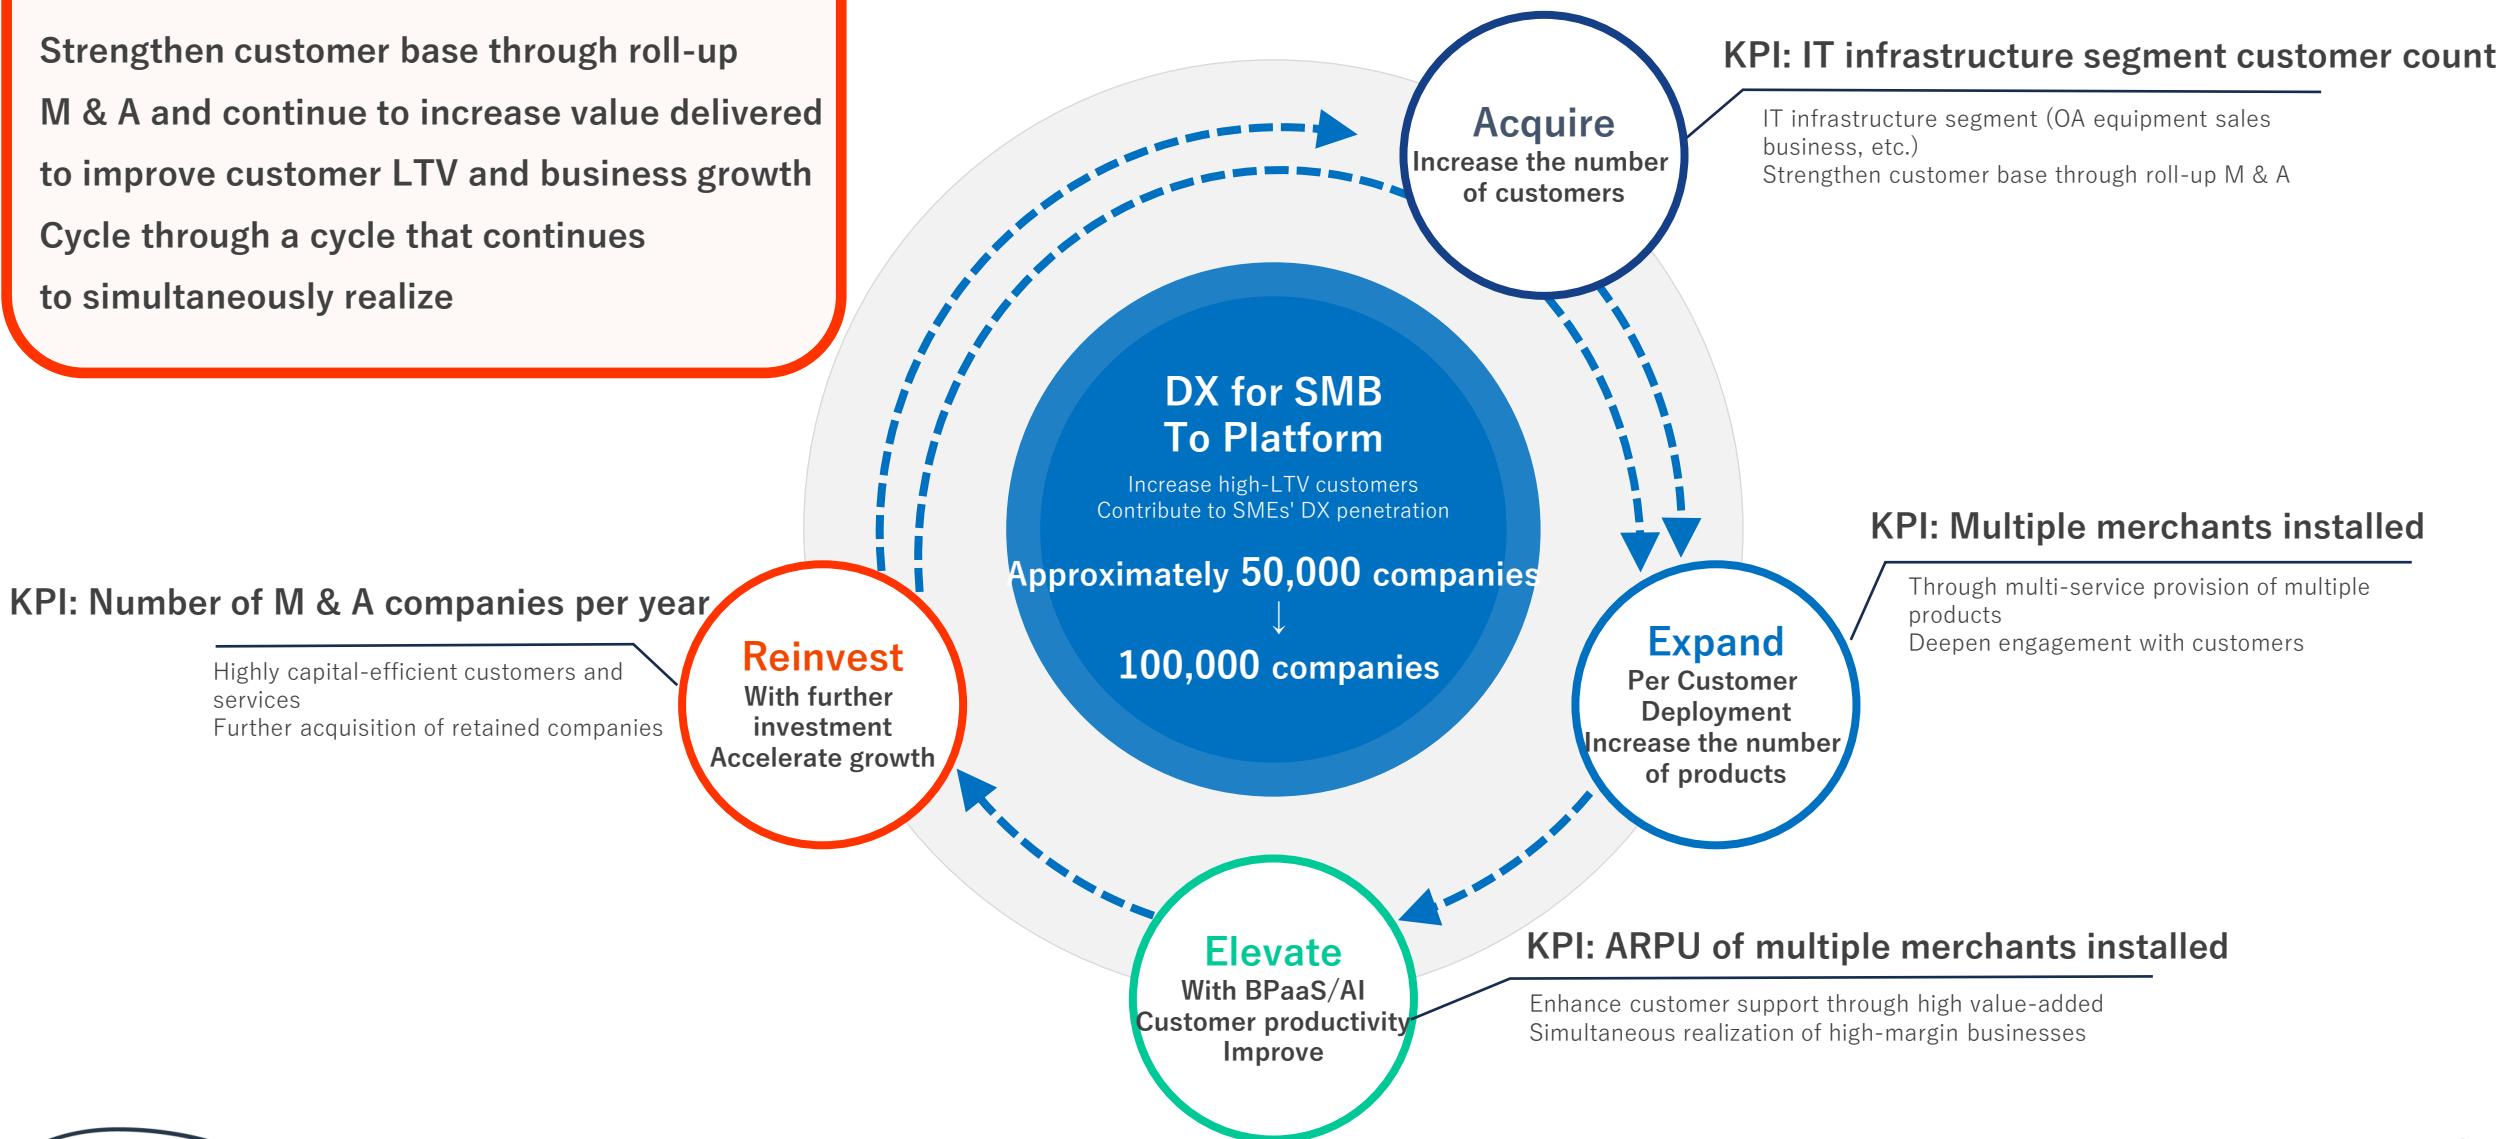 Strengthen customer base through roll-up
M & A and continue to increase value delivered
to improve customer LTV and business growth
Cycle through a cycle that continues
to simultaneously realize
Acquire
Increase the number
of customers
KPI: IT infrastructure segment customer count
IT infrastructure segment (OA equipment sales
business, etc.)
Strengthen customer base through roll-up M & A
DX for SMB
To Platform
Increase high-LTV customers
Contribute to SMEs' DX penetration
Approximately 50,000 companies
↓
100,000 companies
KPI: Multiple merchants installed
Through multi-service provision of multiple
products
Deepen engagement with customers
Expand
Per Customer
Deployment
Increase the number
of products
KPI: Number of M & A companies per year
Highly capital-efficient customers and
services
Further acquisition of retained companies
Reinvest
With further
investment
Accelerate growth
Elevate
With BPaaS/AI
Customer productivity
Improve
KPI: ARPU of multiple merchants installed
Enhance customer support through high value-added
Simultaneous realization of high-margin businesses